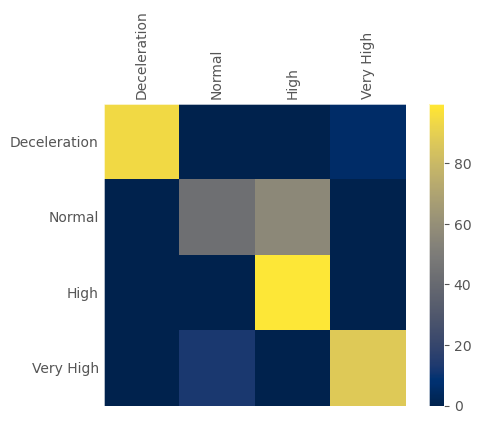 Deceleration
Normal
High
Very High
Deceleration
Normal
High
Very High
80
60
40
20
0